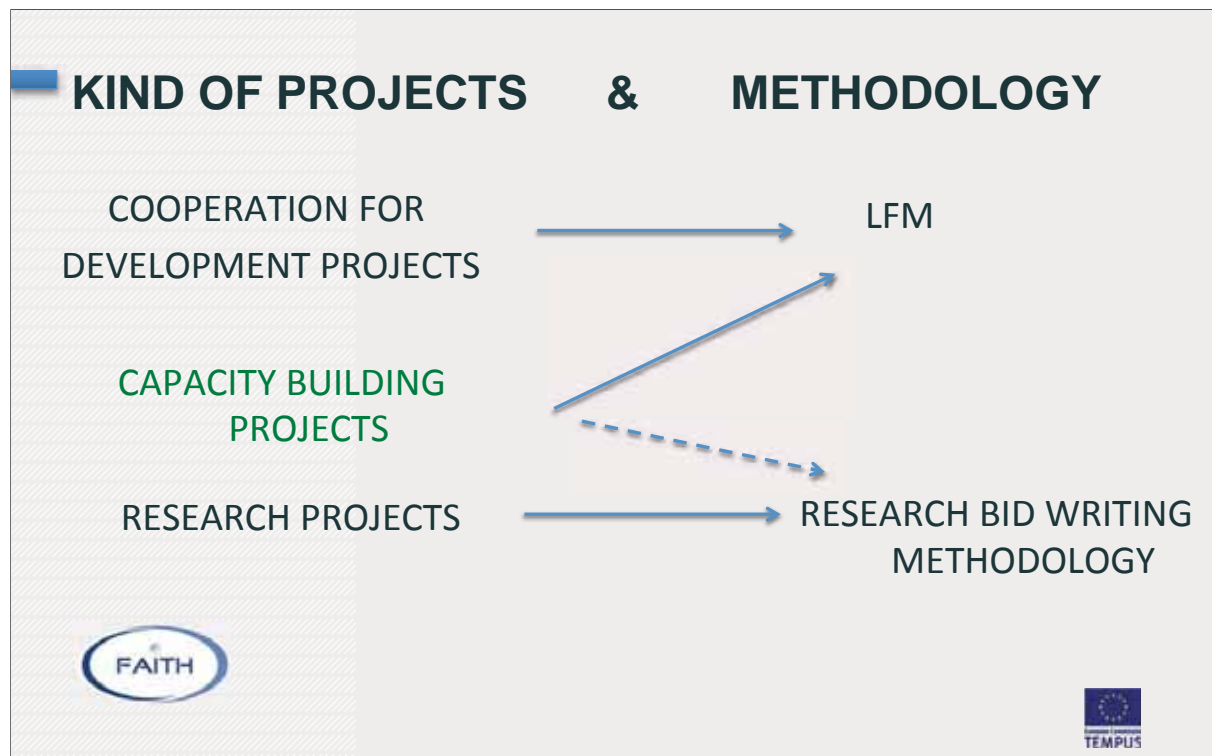 KIND OF PROJECTS & METHODOLOGY
COOPERATION FOR
DEVELOPMENT PROJECTS
LFM
CAPACITY BUILDING
PROJECTS
RESEARCH PROJECTS
RESEARCH BID WRITING
METHODOLOGY
FAITH
TEMPUS